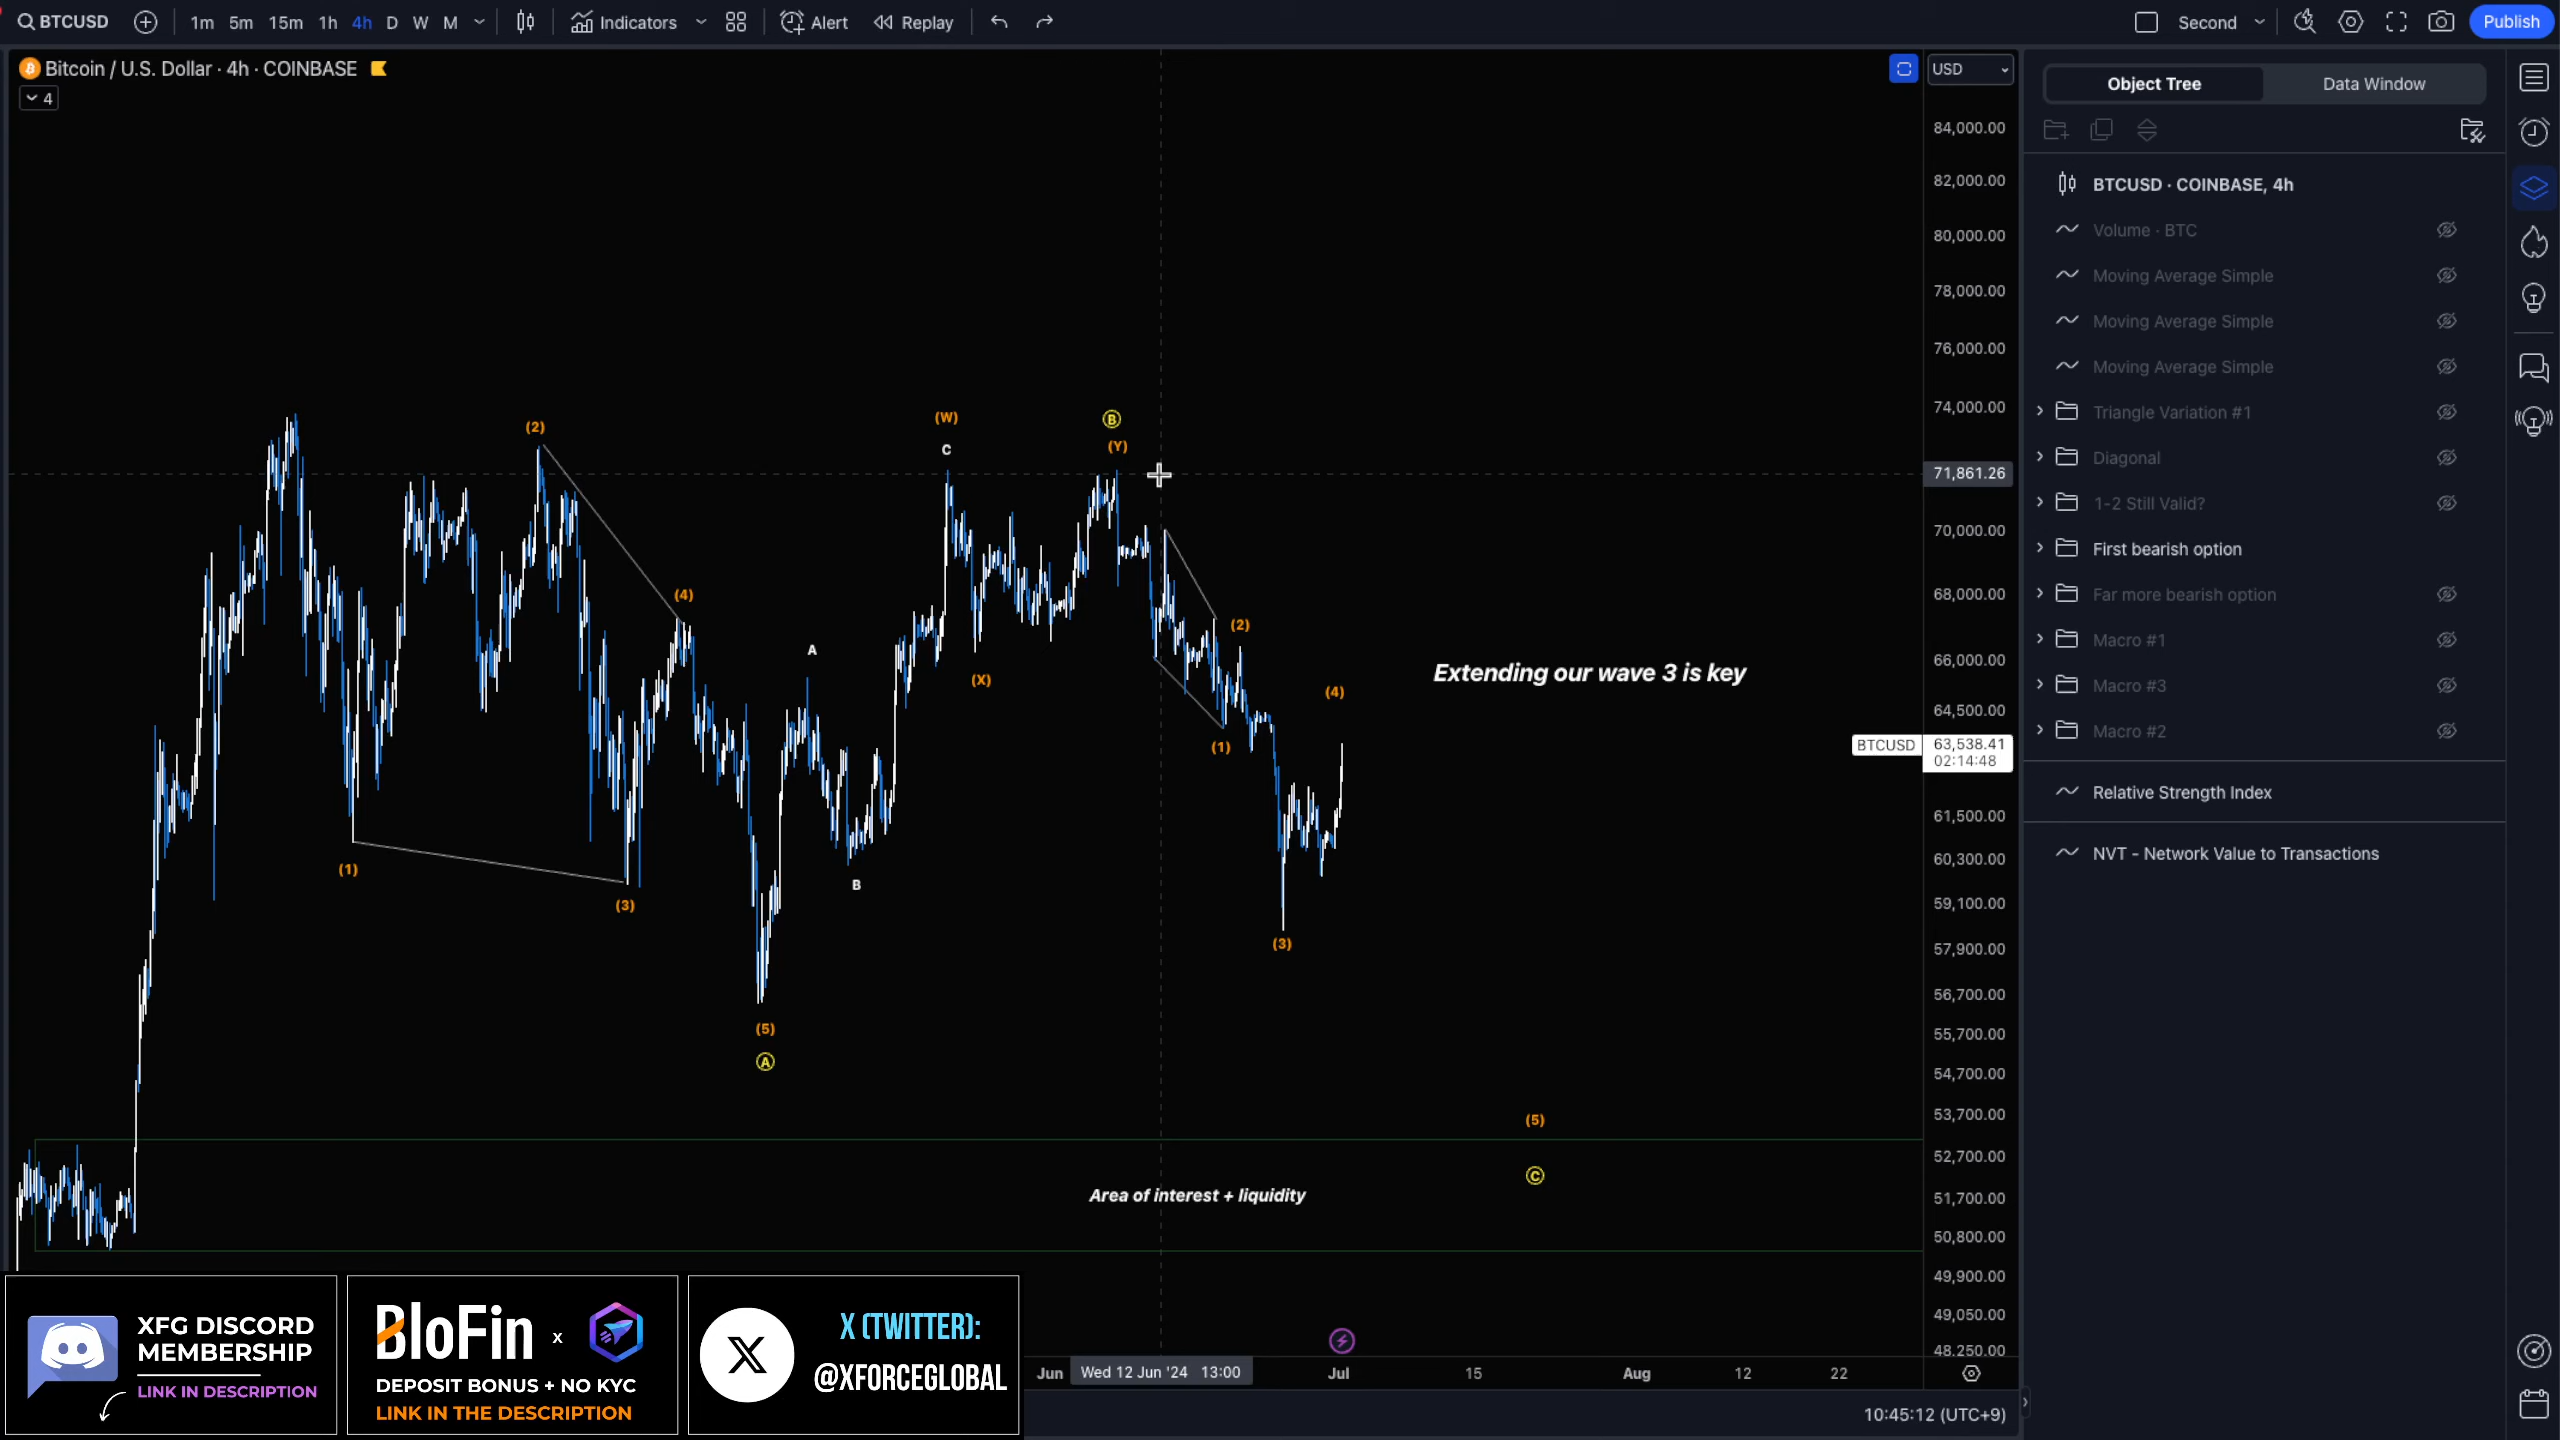 BTCUSD 1m 5m 15m 1h 4h D W M Indicators Alert Replay Second Publish
Bitcoin / U.S. Dollar · 4h · COINBASE
4
USD
84,000.00
82,000.00
80,000.00
78,000.00
76,000.00
74,000.00
71,861.26
70,000.00
68,000.00
66,000.00
64,500.00
BTCUSD 63,538.41
02:14:48
61,500.00
60,300.00
59,100.00
57,900.00
56,700.00
55,700.00
54,700.00
53,700.00
52,700.00
51,700.00
50,800.00
49,900.00
49,050.00
48,250.00
(2)
(W)
C
B
(Y)
(4)
A
(X)
(2)
(4)
(1)
(1)
(3)
B
(3)
(5)
A
(5)
C
Extending our wave 3 is key
Area of interest + liquidity
Jun Wed 12 Jun '24 13:00 Jul 15 Aug 12 22
10:45:12 (UTC+9)
Object Tree Data Window
BTCUSD · COINBASE, 4h
Volume · BTC
Moving Average Simple
Moving Average Simple
Moving Average Simple
Triangle Variation #1
Diagonal
1-2 Still Valid?
First bearish option
Far more bearish option
Macro #1
Macro #3
Macro #2
Relative Strength Index
NVT - Network Value to Transactions
XFG DISCORD
MEMBERSHIP
LINK IN DESCRIPTION
BloFin x
DEPOSIT BONUS + NO KYC
LINK IN THE DESCRIPTION
X (TWITTER):
@XFORCEGLOBAL